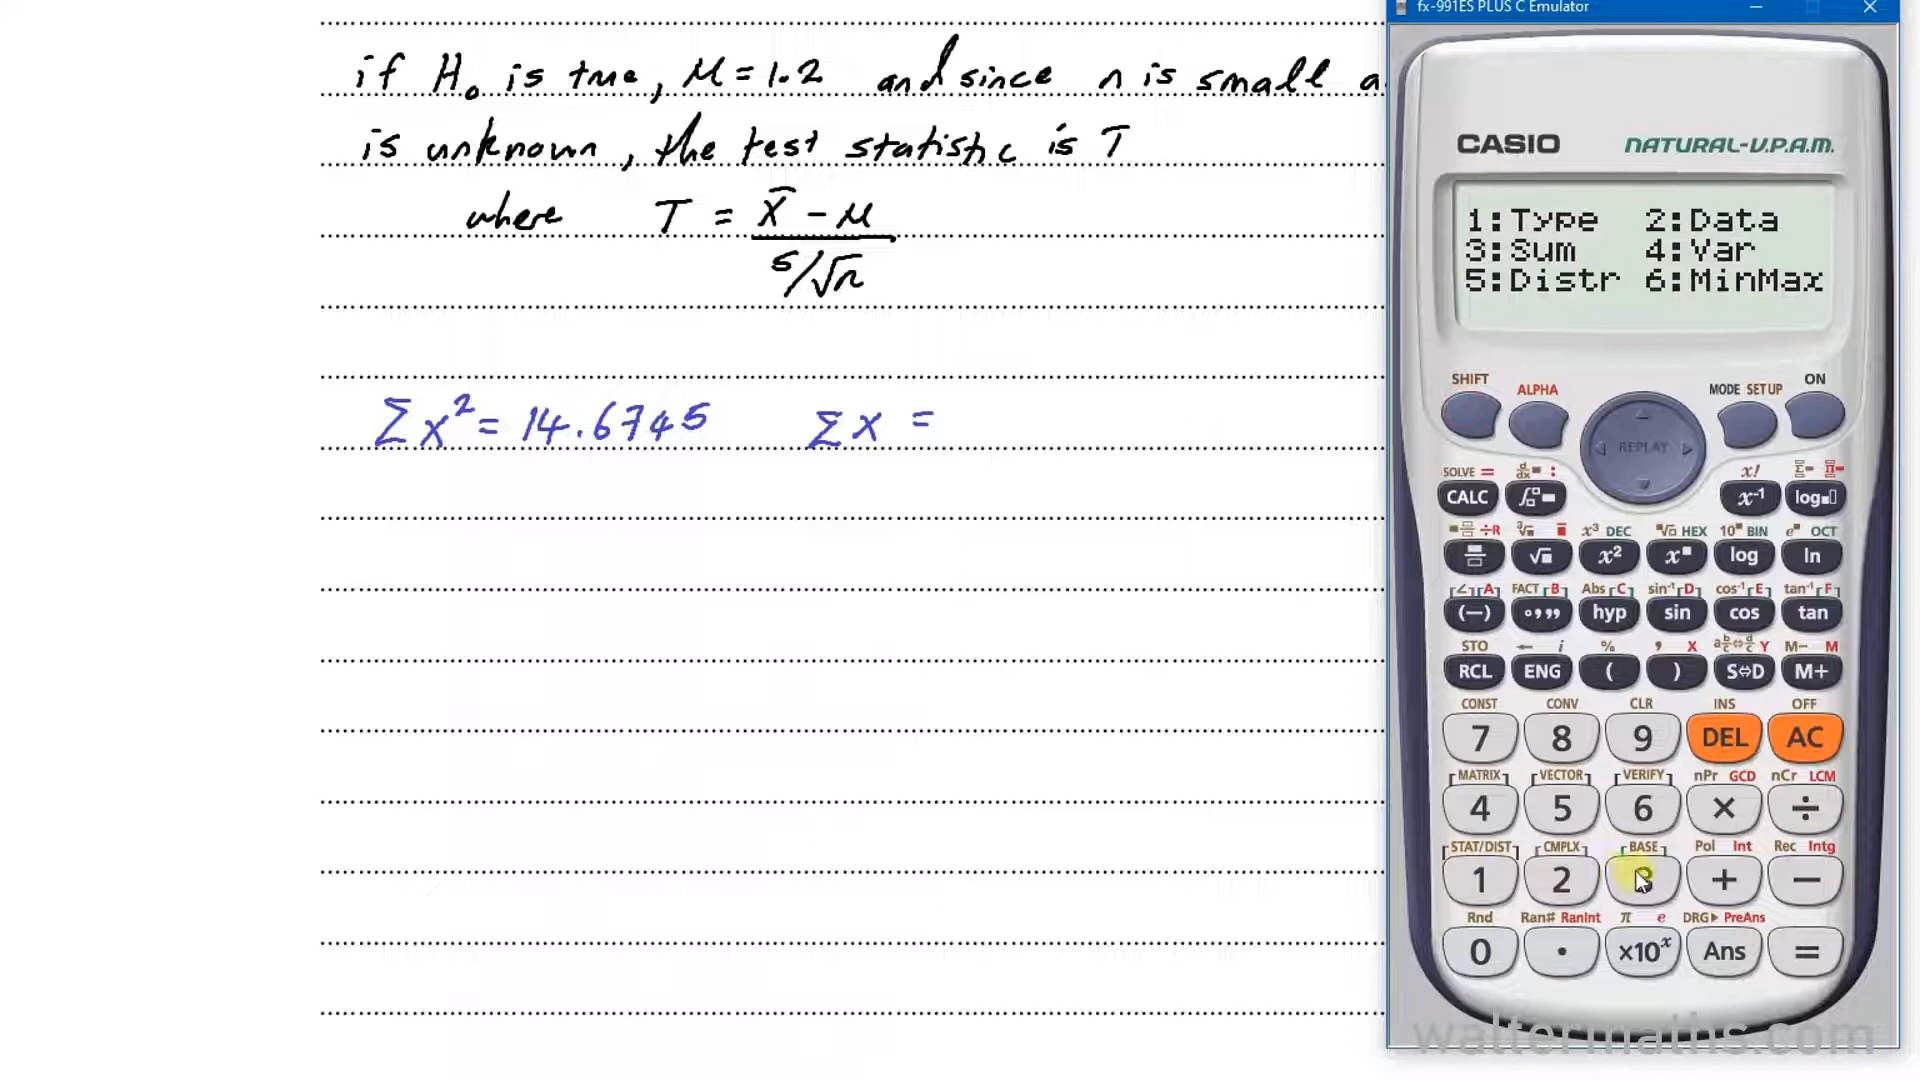 fx-991ES PLUS C Emulator
if H₀ is true, μ = 1.2 and since n is small a
is unknown, the test statistic is T
where T = x̄ - μ
s/√n
Σx² = 14.6745 Σx =
CASIO NATURAL-V.P.A.M.
1:Type 2:Data
3:Sum 4:Var
5:Distr 6:MinMax
SHIFT ALPHA MODE SETUP ON
REPLAY
SOLVE = d/dx : x! Σ Π
CALC ∫ x⁻¹ log
÷R ∛ x³ DEC √ HEX 10 BIN e OCT
√ x² x log ln
∠ A FACT B Abs C sin⁻¹ D cos⁻¹ E tan⁻¹ F
(−) °,,, hyp sin cos tan
STO ← i % , X a b/c⇔d/c Y M− M
RCL ENG ( ) S⇔D M+
CONST CONV CLR INS OFF
7 8 9 DEL AC
MATRIX VECTOR VERIFY nPr GCD nCr LCM
4 5 6 × ÷
STAT/DIST CMPLX BASE Pol Int Rec Intg
1 2 3 + −
Rnd Ran# RanInt π e DRG▶ PreAns
0 . ×10ˣ Ans =
waltermaths.com